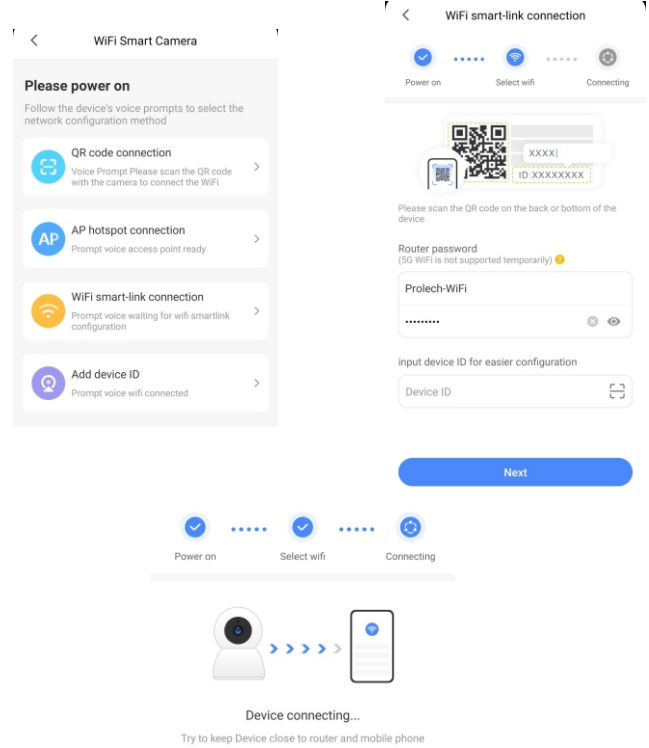 WiFi Smart Camera
Please power on
Follow the device's voice prompts to select the
network configuration method
QR code connection
Voice Prompt Please scan the QR code
with the camera to connect the WiFi
AP
AP hotspot connection
Prompt voice access point ready
WiFi smart-link connection
Prompt voice waiting for wifi smartlink
configuration
Add device ID
Prompt voice wifi connected
WiFi smart-link connection
Power on
Select wifi
Connecting
XXXX
ID:XXXXXXXX
Please scan the QR code on the back or bottom of the
device
Router password
(5G WiFi is not supported temporarily) ?
Prolech-WiFi
•••••••••
input device ID for easier configuration
Device ID
Next
Power on
Select wifi
Connecting
Device connecting...
Try to keep Device close to router and mobile phone